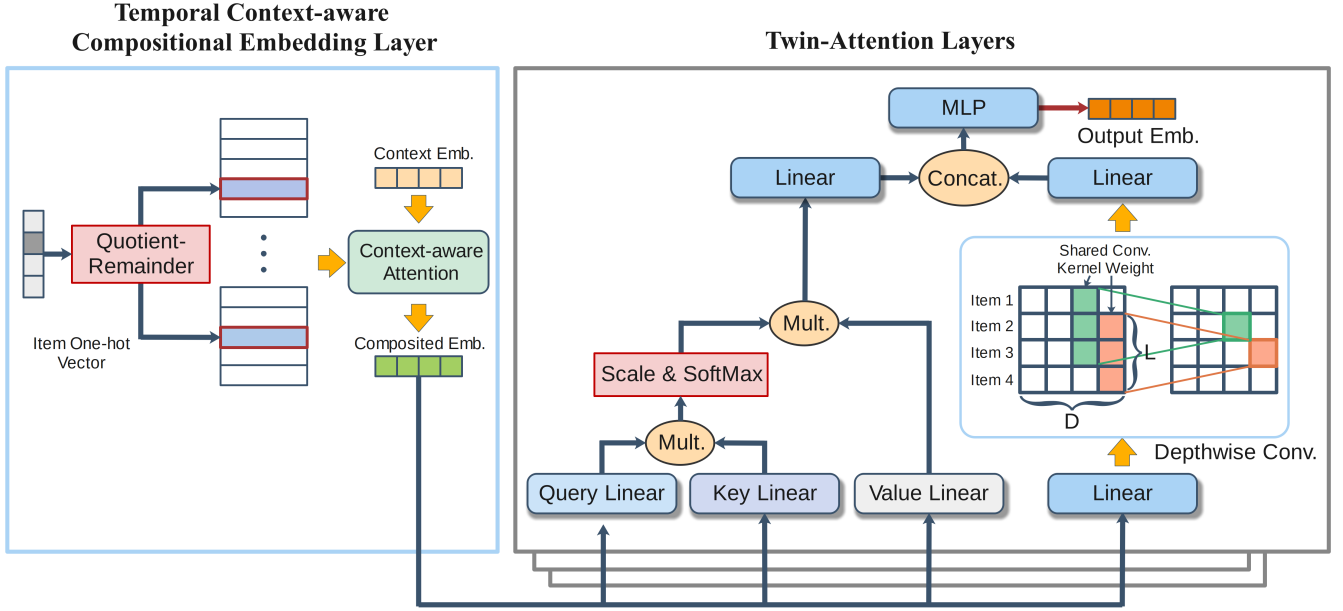 Temporal Context-aware
Compositional Embedding Layer
Twin-Attention Layers
Item One-hot
Vector
Quotient-
Remainder
Context Emb.
Context-aware
Attention
Composited Emb.
MLP
Output Emb.
Linear
Concat.
Linear
Mult.
Scale & SoftMax
Mult.
Query Linear
Key Linear
Value Linear
Linear
Shared Conv.
Kernel Weight
Item 1
Item 2
Item 3
Item 4
L
D
Depthwise Conv.